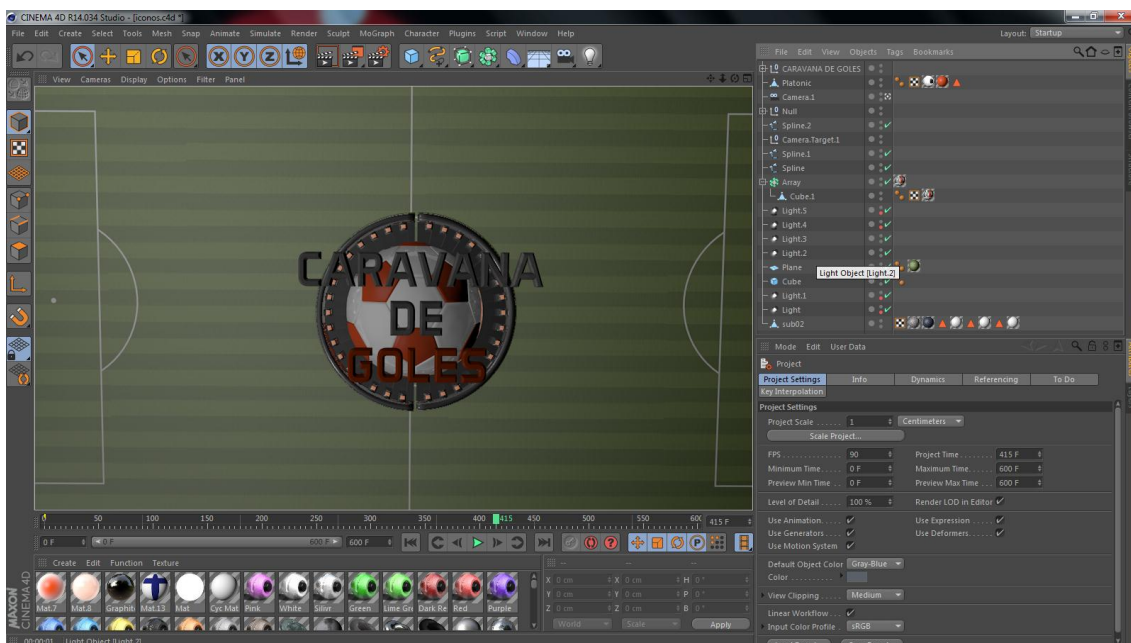 CINEMA 4D R14.034 Studio - [iconos.c4d *]
File Edit Create Select Tools Mesh Snap Animate Simulate Render Sculpt MoGraph Character Plugins Script Window Help
Layout: Startup
X Y Z
View Cameras Display Options Filter Panel
CARAVANA
DE
GOLES
File Edit View Objects Tags Bookmarks
CARAVANA DE GOLES
Platonic
Camera.1
Null
Spline.2
Camera.Target.1
Spline.1
Spline
Array
Cube.1
Light.5
Light.4
Light.3
Light.2
Plane
Light Object [Light.2]
Cube
Light.1
Light
sub02
Mode Edit User Data
Project
Project Settings Info Dynamics Referencing To Do
Key Interpolation
Project Settings
Project Scale 1 Centimeters
Scale Project...
FPS 90 Project Time 415 F
Minimum Time 0 F Maximum Time 600 F
Preview Min Time 0 F Preview Max Time 600 F
Level of Detail 100 % Render LOD in Editor
Use Animation Use Expression
Use Generators Use Deformers
Use Motion System
Default Object Color Gray-Blue
Color
View Clipping Medium
Linear Workflow
Input Color Profile sRGB
0 50 100 150 200 250 300 350 400 415 450 500 550 415 F
0 F 0 F 600 F 600 F
Create Edit Function Texture
Mat.7 Mat.8 Graphit Mat.13 Mat Cyc Mat Pink White Silivr Green Lime Gr Dark Re Red Purple
X 0 cm X 0 cm H 0 °
Y 0 cm Y 0 cm P 0 °
Z 0 cm Z 0 cm B 0 °
World Scale Apply
MAXON
CINEMA4D
00:00:01 Light Object [Light.2]